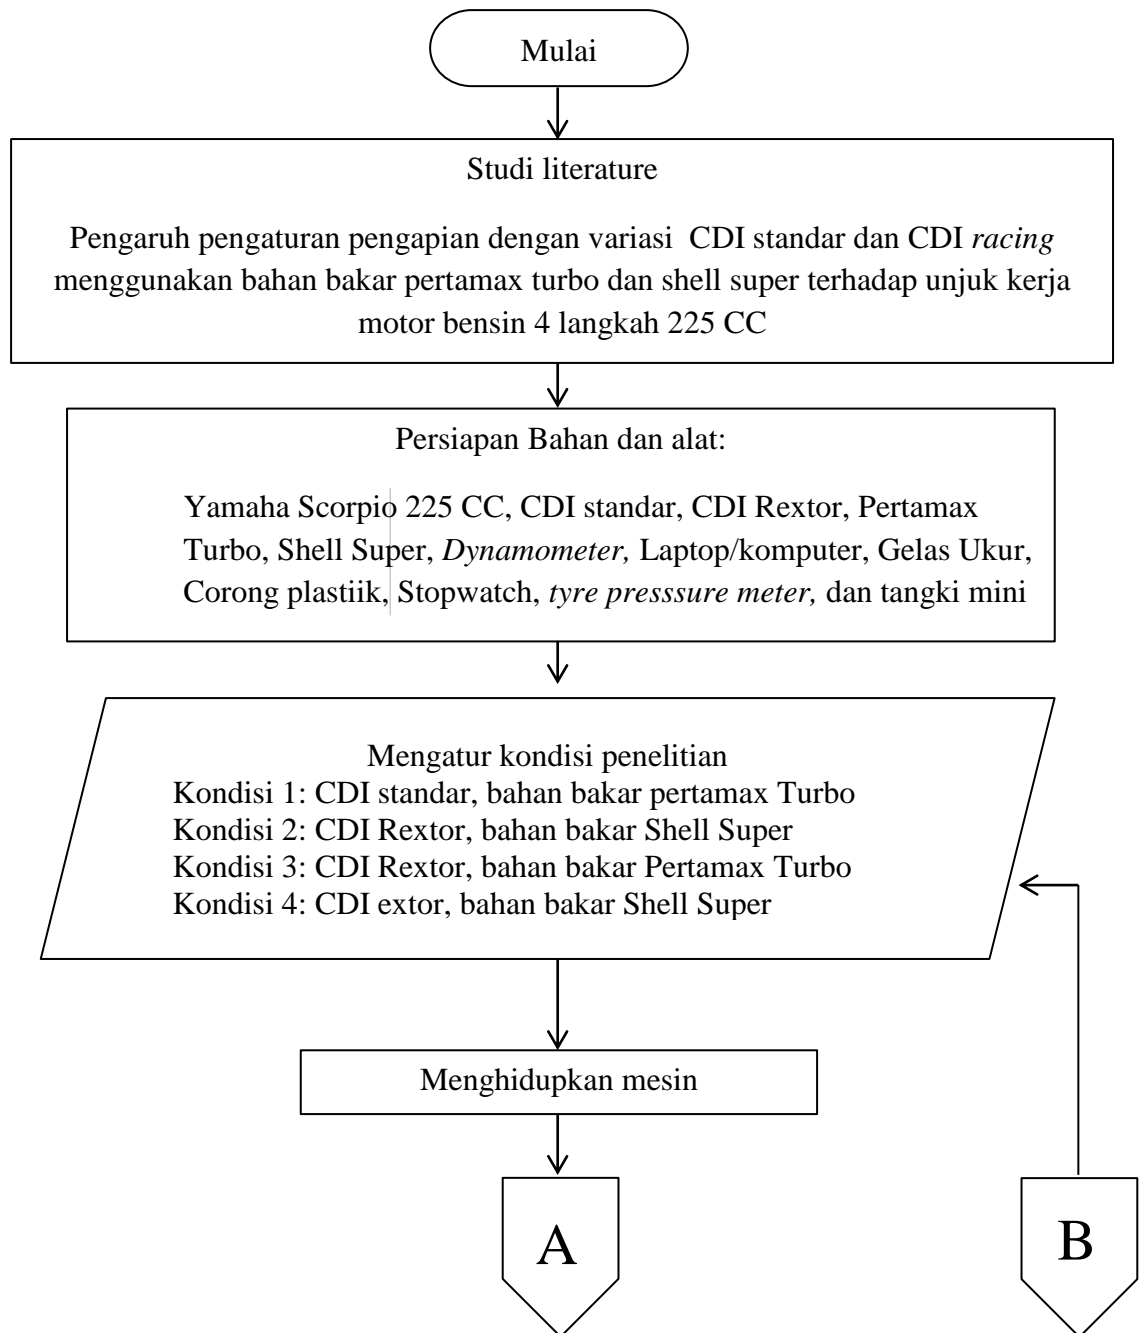 Mulai
Studi literature
Pengaruh pengaturan pengapian dengan variasi CDI standar dan CDI racing
menggunakan bahan bakar pertamax turbo dan shell super terhadap unjuk kerja
motor bensin 4 langkah 225 CC
Persiapan Bahan dan alat:
Yamaha Scorpio 225 CC, CDI standar, CDI Rextor, Pertamax
Turbo, Shell Super, Dynamometer, Laptop/komputer, Gelas Ukur,
Corong plastiik, Stopwatch, tyre presssure meter, dan tangki mini
Mengatur kondisi penelitian
Kondisi 1: CDI standar, bahan bakar pertamax Turbo
Kondisi 2: CDI Rextor, bahan bakar Shell Super
Kondisi 3: CDI Rextor, bahan bakar Pertamax Turbo
Kondisi 4: CDI extor, bahan bakar Shell Super
Menghidupkan mesin
A
B